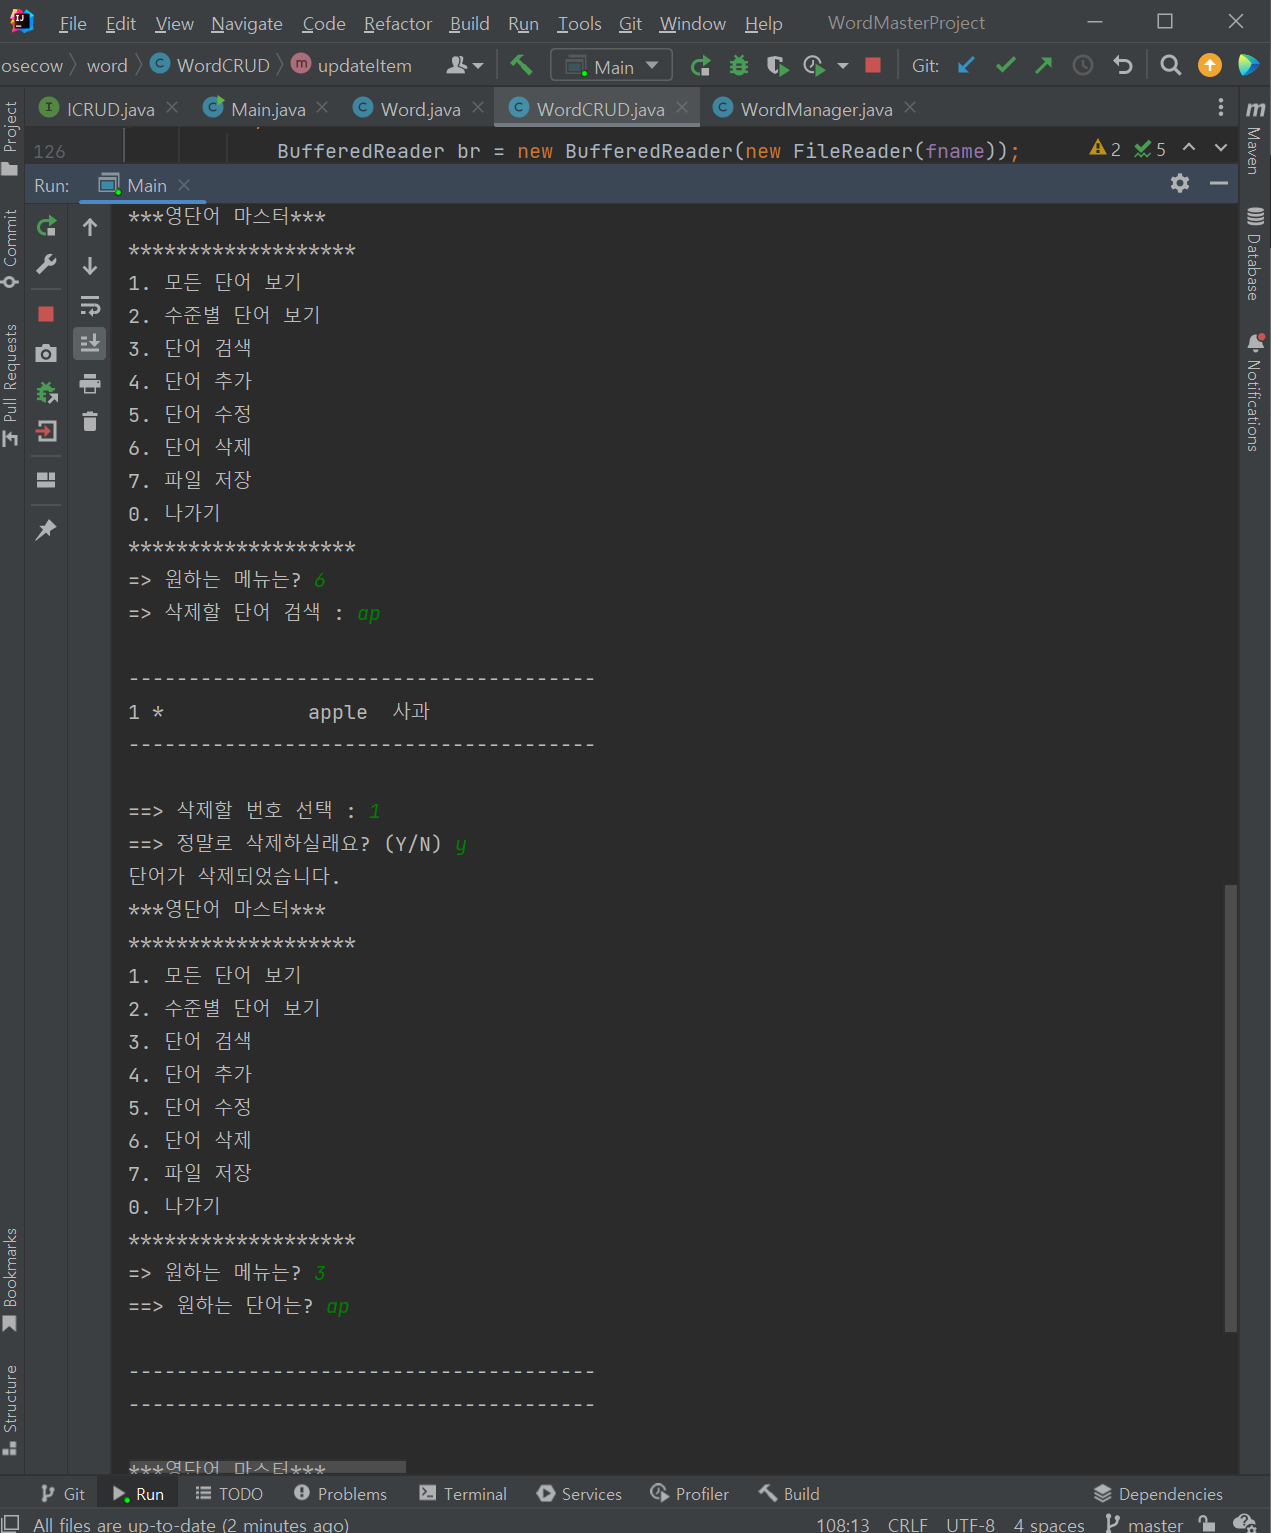 File Edit View Navigate Code Refactor Build Run Tools Git Window Help WordMasterProject
osecow word WordCRUD updateItem Main Git:
ICRUD.java Main.java Word.java WordCRUD.java WordManager.java
126 BufferedReader br = new BufferedReader(new FileReader(fname)); 2 5
Run: Main
***영단어 마스터***
*******************
1. 모든 단어 보기
2. 수준별 단어 보기
3. 단어 검색
4. 단어 추가
5. 단어 수정
6. 단어 삭제
7. 파일 저장
0. 나가기
*******************
=> 원하는 메뉴는? 6
=> 삭제할 단어 검색 : ap
---------------------------------------
1 * apple 사과
---------------------------------------
==> 삭제할 번호 선택 : 1
==> 정말로 삭제하실래요? (Y/N) y
단어가 삭제되었습니다.
***영단어 마스터***
*******************
1. 모든 단어 보기
2. 수준별 단어 보기
3. 단어 검색
4. 단어 추가
5. 단어 수정
6. 단어 삭제
7. 파일 저장
0. 나가기
*******************
=> 원하는 메뉴는? 3
==> 원하는 단어는? ap
---------------------------------------
---------------------------------------
***영단어 마스터***
Project
Commit
Pull Requests
Bookmarks
Structure
Maven
Database
Notifications
Git Run TODO Problems Terminal Services Profiler Build Dependencies
All files are up-to-date (2 minutes ago) 108:13 CRLF UTF-8 4 spaces master